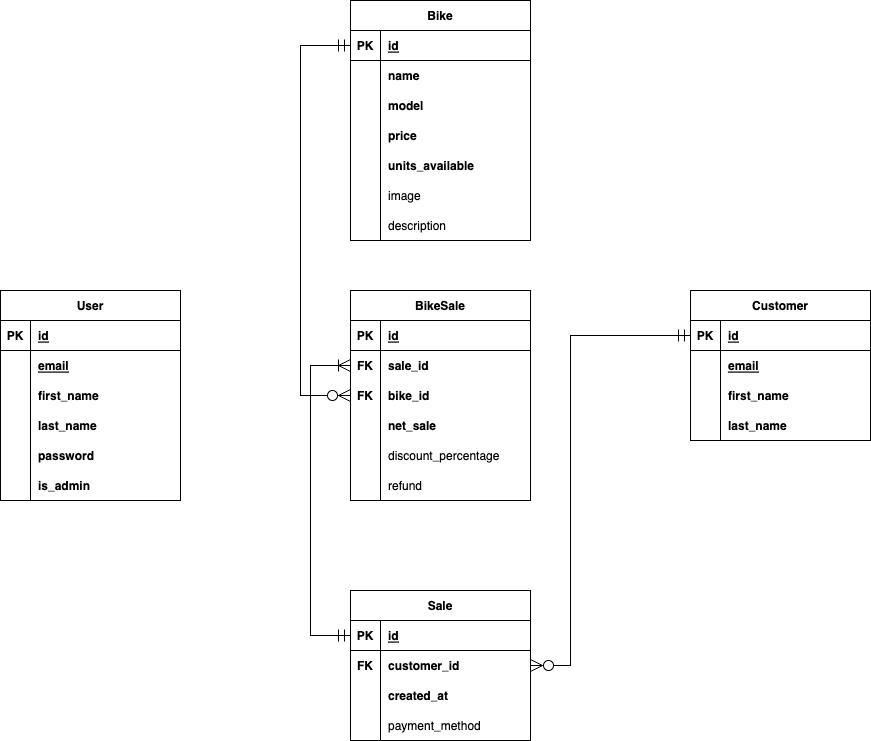 Bike
PK id
name
model
price
units_available
image
description
User
PK id
email
first_name
last_name
password
is_admin
BikeSale
PK id
FK sale_id
FK bike_id
net_sale
discount_percentage
refund
Customer
PK id
email
first_name
last_name
Sale
PK id
FK customer_id
created_at
payment_method